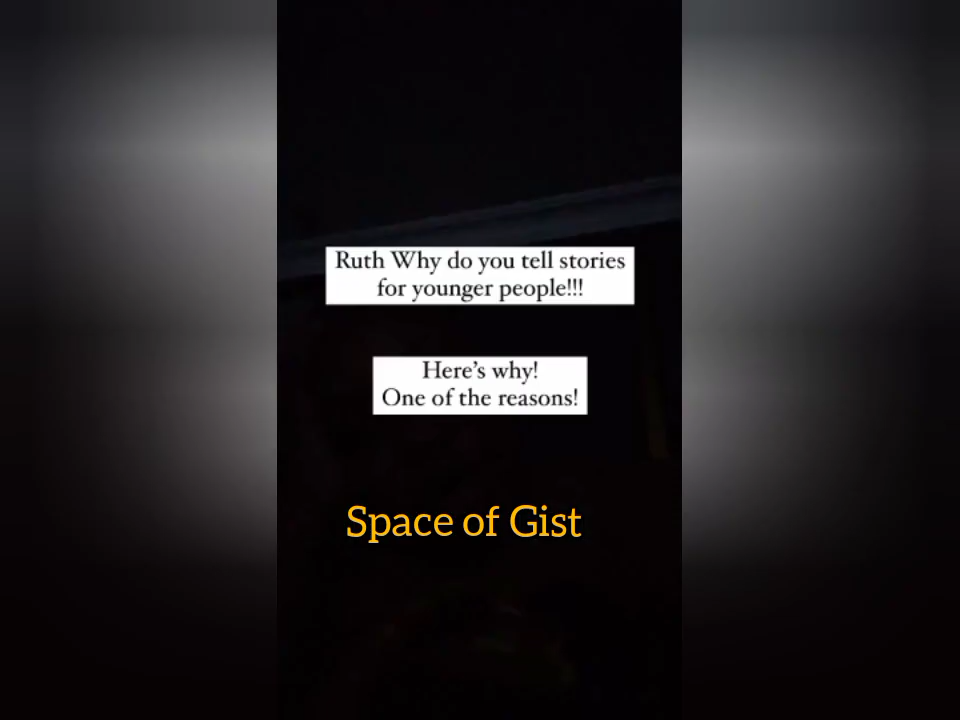 Ruth Why do you tell stories
for younger people!!!
Here's why!
One of the reasons!
Space of Gist